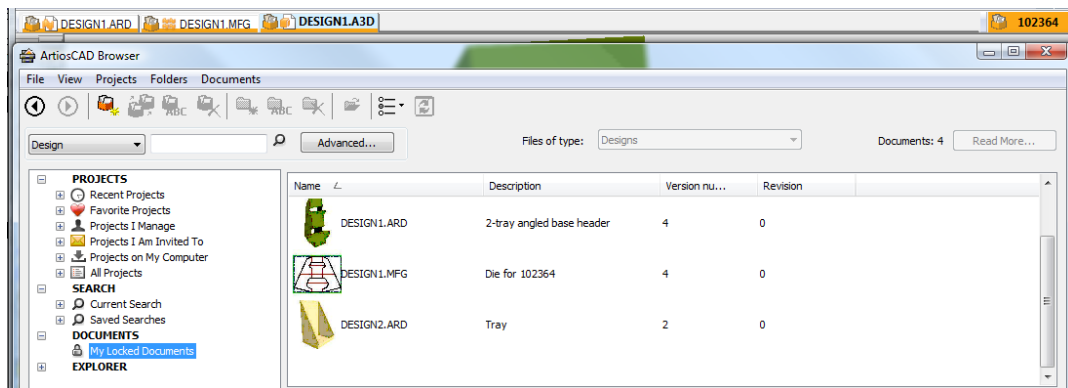 DESIGN1.ARD DESIGN1.MFG DESIGN1.A3D 102364
ArtiosCAD Browser
File View Projects Folders Documents
ABC ABC
Design Advanced... Files of type: Designs Documents: 4 Read More...
PROJECTS
Recent Projects
Favorite Projects
Projects I Manage
Projects I Am Invited To
Projects on My Computer
All Projects
SEARCH
Current Search
Saved Searches
DOCUMENTS
My Locked Documents
EXPLORER
Name Description Version nu... Revision
DESIGN1.ARD 2-tray angled base header 4 0
DESIGN1.MFG Die for 102364 4 0
DESIGN2.ARD Tray 2 0